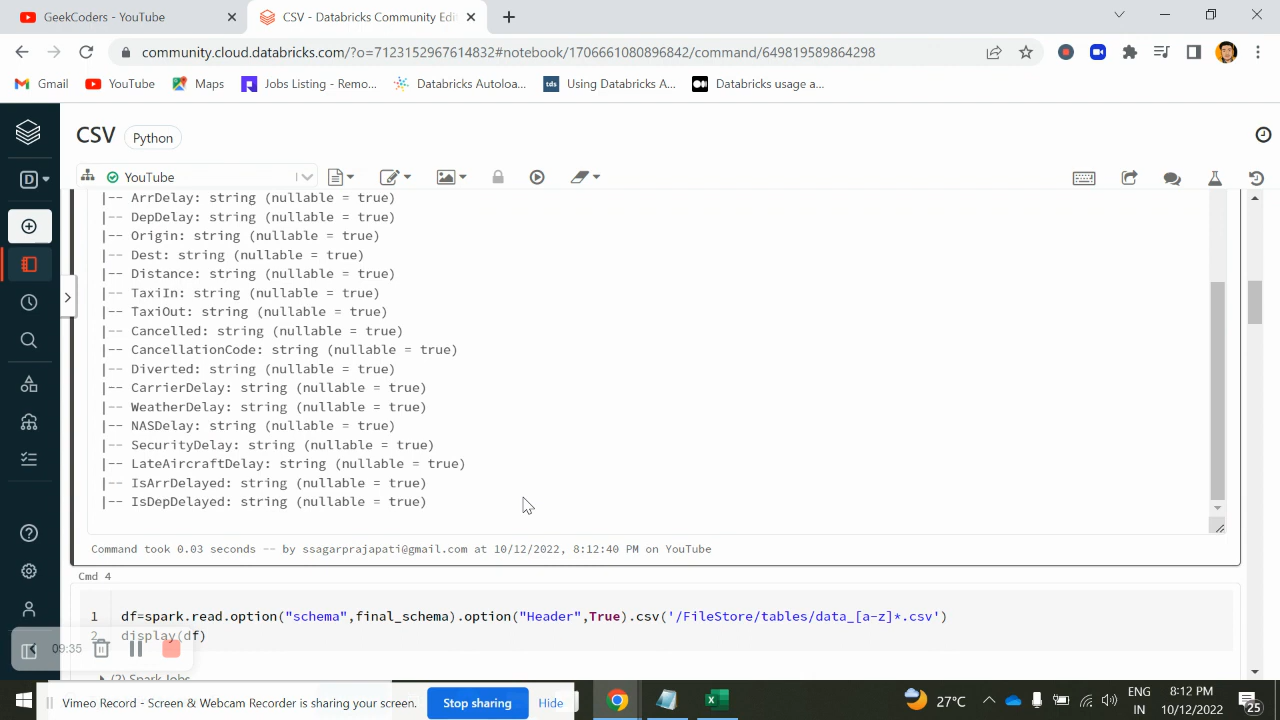 GeekCoders - YouTube
CSV - Databricks Community Edi
community.cloud.databricks.com/?o=7123152967614832#notebook/1706661080896842/command/649819589864298
Gmail YouTube Maps Jobs Listing - Remo... Databricks Autoloa... tds Using Databricks A... Databricks usage a...
CSV Python
D YouTube
|-- ArrDelay: string (nullable = true)
|-- DepDelay: string (nullable = true)
|-- Origin: string (nullable = true)
|-- Dest: string (nullable = true)
|-- Distance: string (nullable = true)
|-- TaxiIn: string (nullable = true)
|-- TaxiOut: string (nullable = true)
|-- Cancelled: string (nullable = true)
|-- CancellationCode: string (nullable = true)
|-- Diverted: string (nullable = true)
|-- CarrierDelay: string (nullable = true)
|-- WeatherDelay: string (nullable = true)
|-- NASDelay: string (nullable = true)
|-- SecurityDelay: string (nullable = true)
|-- LateAircraftDelay: string (nullable = true)
|-- IsArrDelayed: string (nullable = true)
|-- IsDepDelayed: string (nullable = true)
Command took 0.03 seconds -- by ssagarprajapati@gmail.com at 10/12/2022, 8:12:40 PM on YouTube
Cmd 4
1 df=spark.read.option("schema",final_schema).option("Header",True).csv('/FileStore/tables/data_[a-z]*.csv')
2 display(df)
09:35
(2) Spark Jobs
Vimeo Record - Screen & Webcam Recorder is sharing your screen. Stop sharing Hide
27°C
ENG
IN
8:12 PM
10/12/2022
25